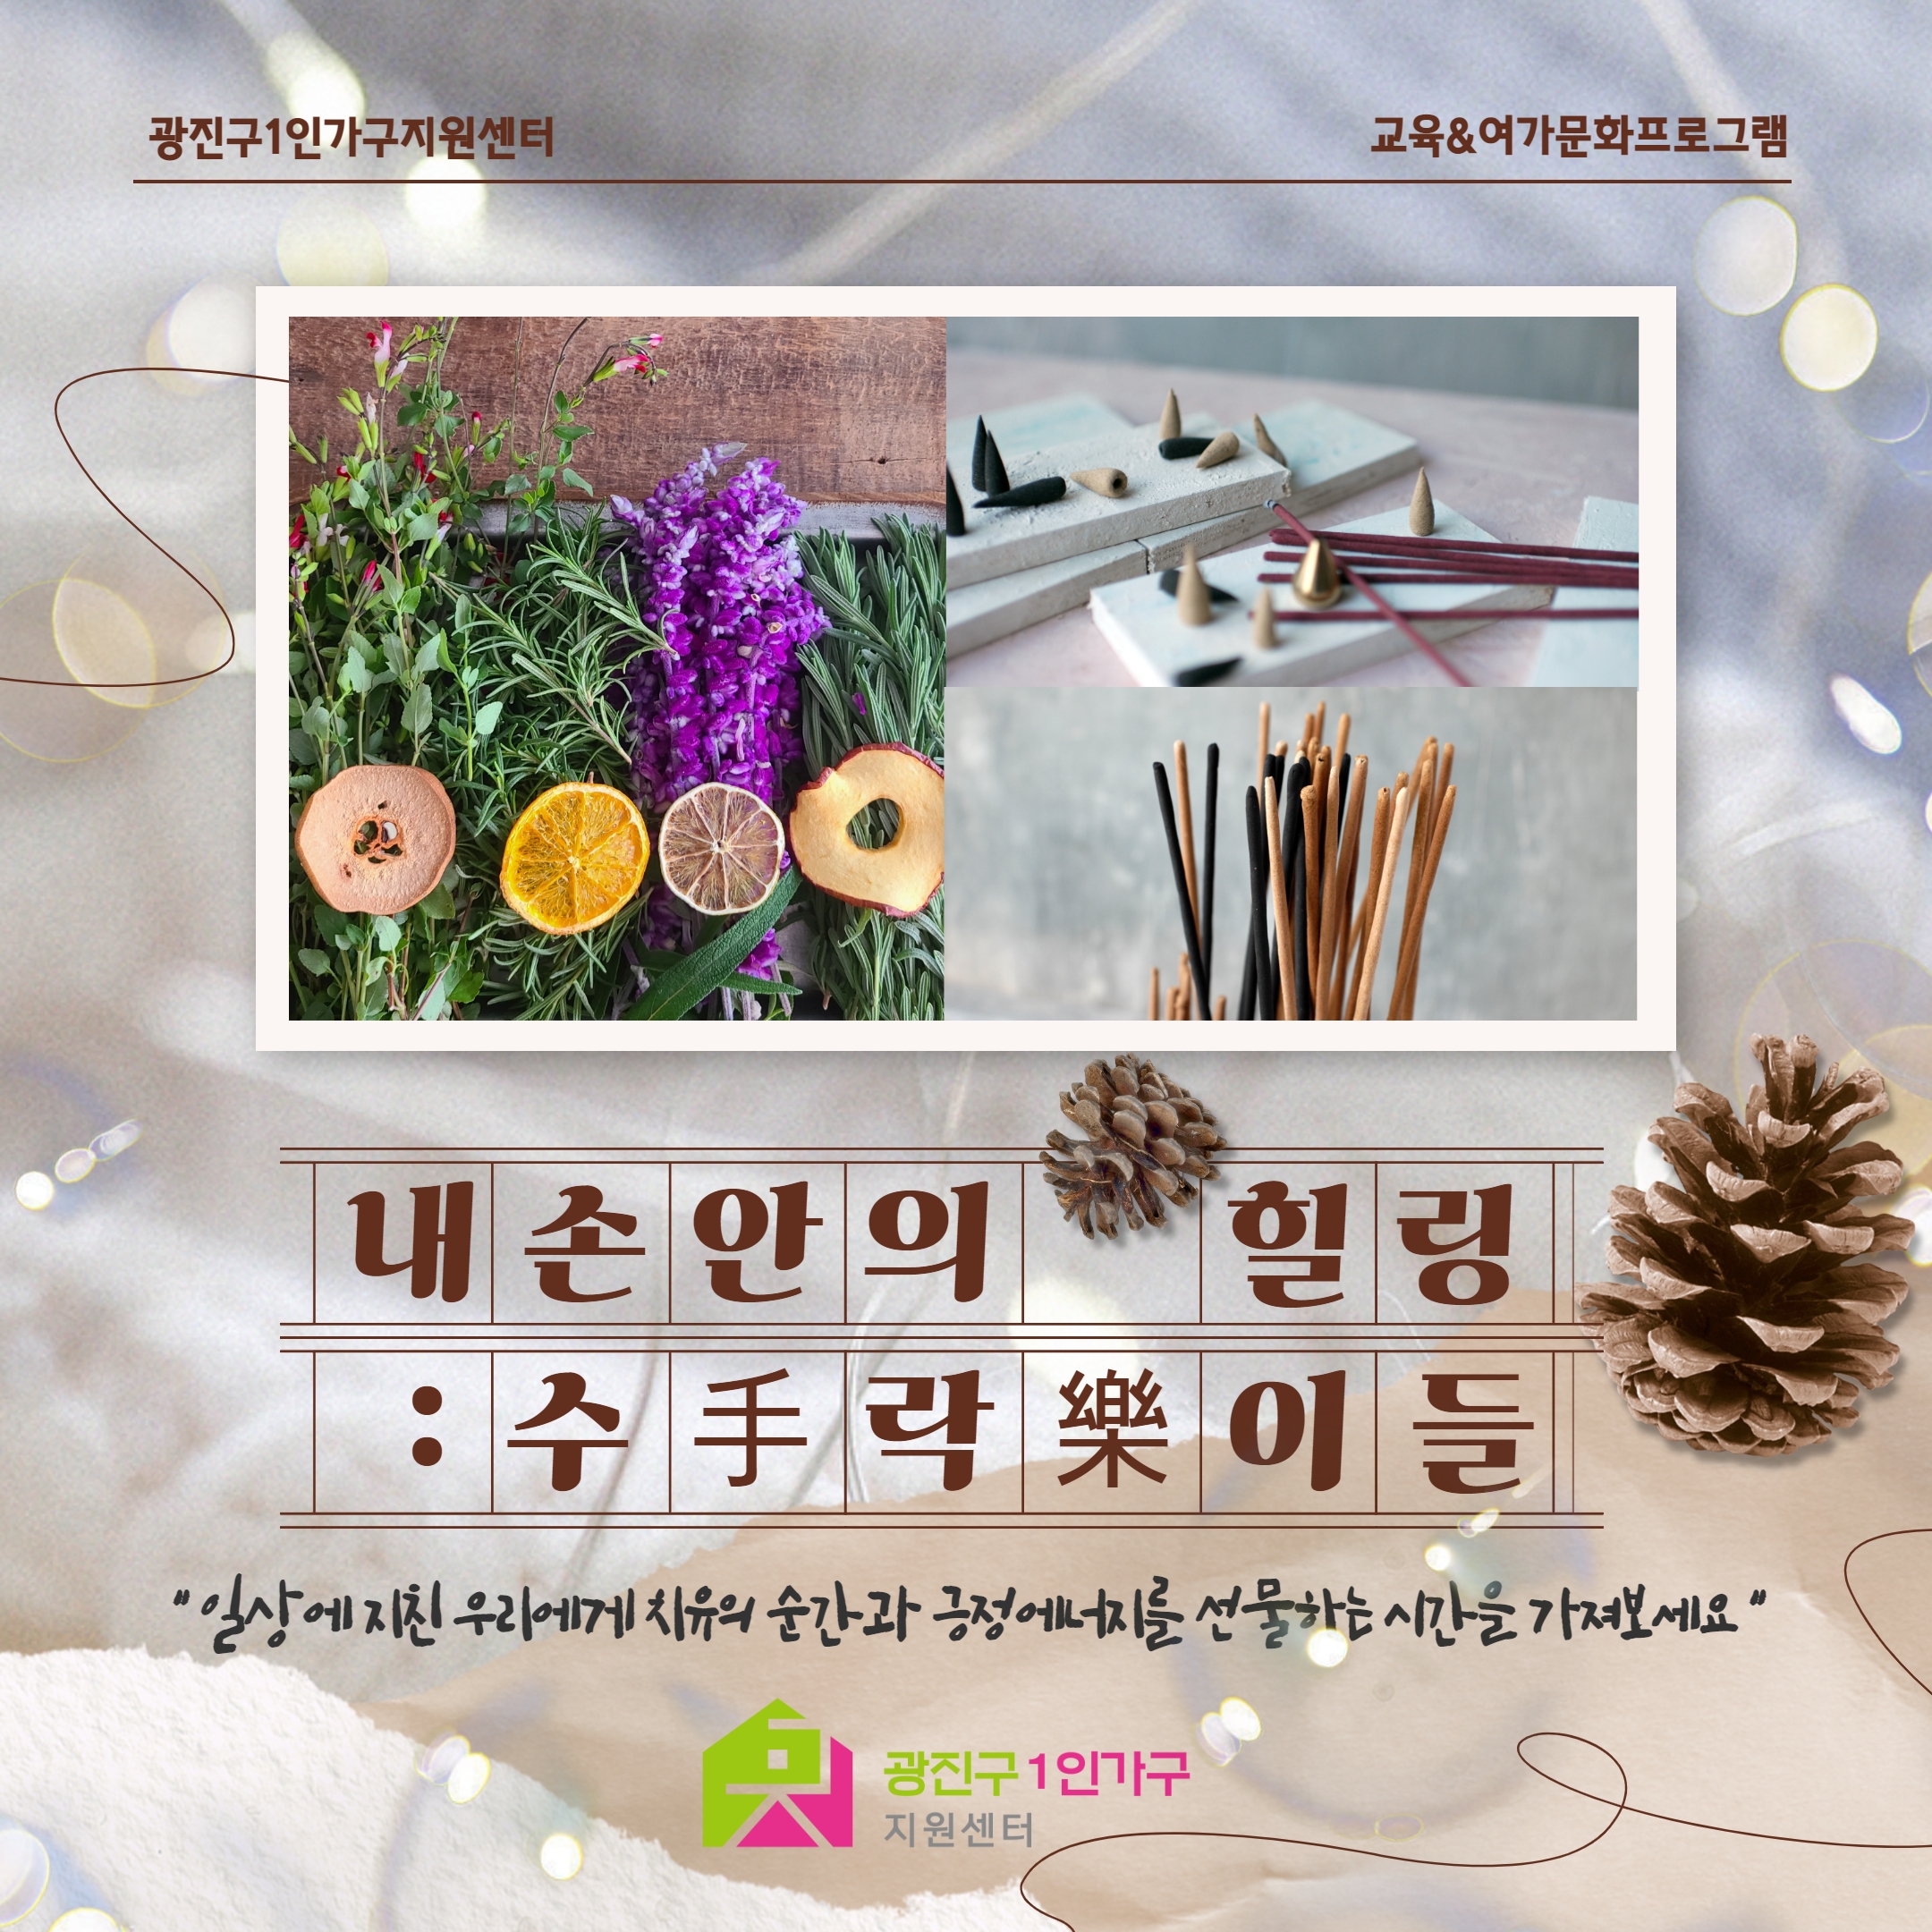 광진구1인가구지원센터
교육&여가문화프로그램
내손안의 힐링
:수手락樂이들
"일상에 지친 우리에게 치유의 순간과 긍정에너지를 선물하는 시간을 가져보세요"
광진구 1인가구
지원센터